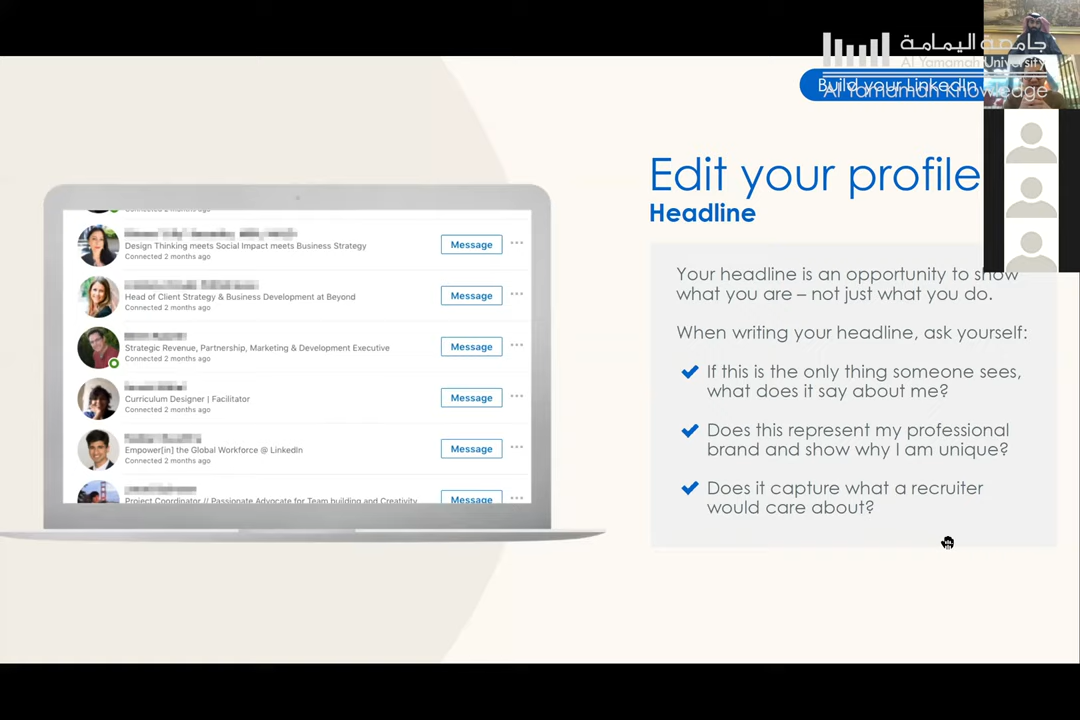 جامعة اليمامة
Al Yamamah University
Al Yamamah Knowledge
Build your LinkedIn
Edit your profile
Headline
Your headline is an opportunity to show
what you are – not just what you do.
When writing your headline, ask yourself:
If this is the only thing someone sees,
what does it say about me?
Does this represent my professional
brand and show why I am unique?
Does it capture what a recruiter
would care about?
Connected 2 months ago
Design Thinking meets Social Impact meets Business Strategy
Connected 2 months ago
Message
Head of Client Strategy & Business Development at Beyond
Connected 2 months ago
Message
Strategic Revenue, Partnership, Marketing & Development Executive
Connected 2 months ago
Message
Curriculum Designer | Facilitator
Connected 2 months ago
Message
Empower[in] the Global Workforce @ LinkedIn
Connected 2 months ago
Message
Project Coordinator // Passionate Advocate for Team building and Creativity
Message